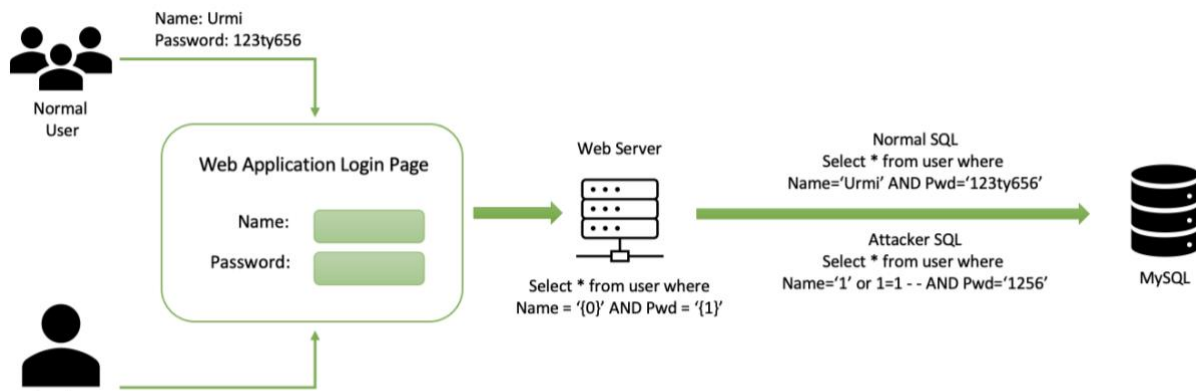 Name: Urmi
Password: 123ty656
Normal
User
Web Application Login Page
Name:
Password:
Web Server
Select * from user where
Name = ‘{0}’ AND Pwd = ‘{1}’
Normal SQL
Select * from user where
Name=‘Urmi’ AND Pwd=‘123ty656’
Attacker SQL
Select * from user where
Name=‘1’ or 1=1 - - AND Pwd=‘1256’
MySQL